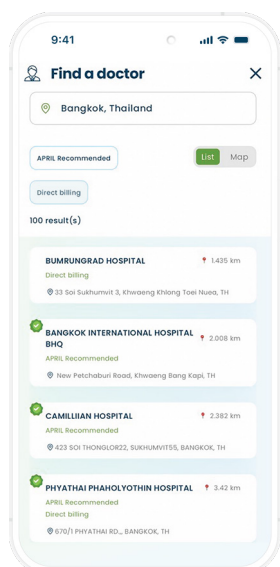 9:41
Find a doctor
Bangkok, Thailand
APRIL Recommended
List Map
Direct billing
100 result(s)
BUMRUNGRAD HOSPITAL 1.435 km
Direct billing
33 Soi Sukhumvit 3, Khwaeng Khlong Toei Nuea, TH
BANGKOK INTERNATIONAL HOSPITAL 2.008 km
BHQ
APRIL Recommended
New Petchaburi Road, Khwaeng Bang Kapi, TH
CAMILLIIAN HOSPITAL 2.382 km
APRIL Recommended
423 SOI THONGLOR22, SUKHUMVIT55, BANGKOK, TH
PHYATHAI PHAHOLYOTHIN HOSPITAL 3.42 km
APRIL Recommended
Direct billing
670/1 PHYATHAI RD.,, BANGKOK, TH